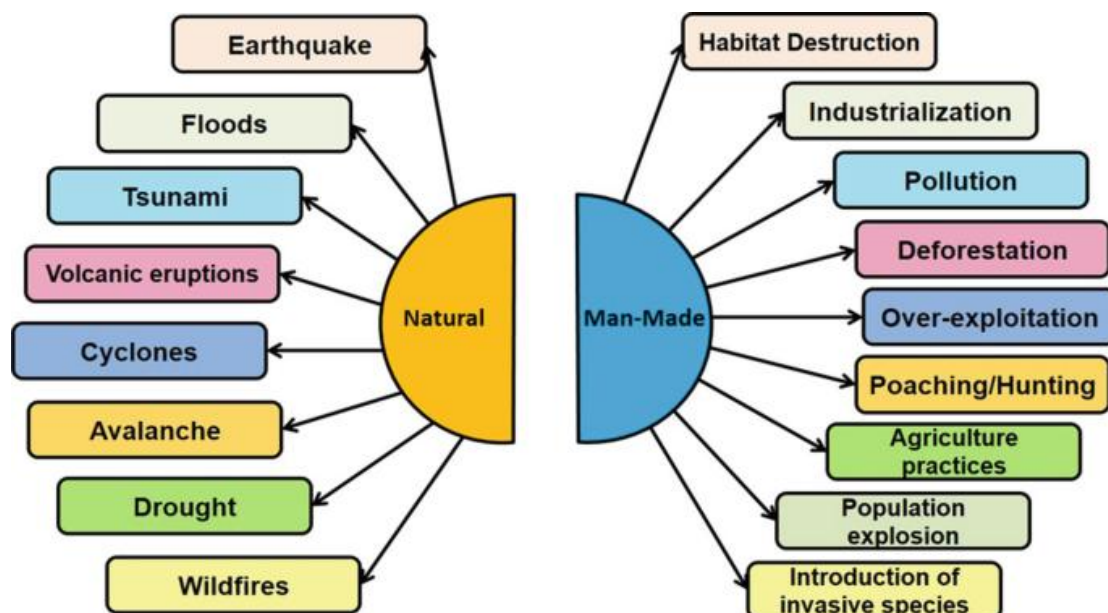 Earthquake
Floods
Tsunami
Volcanic eruptions
Cyclones
Avalanche
Drought
Wildfires
Natural
Man-Made
Habitat Destruction
Industrialization
Pollution
Deforestation
Over-exploitation
Poaching/Hunting
Agriculture
practices
Population
explosion
Introduction of
invasive species